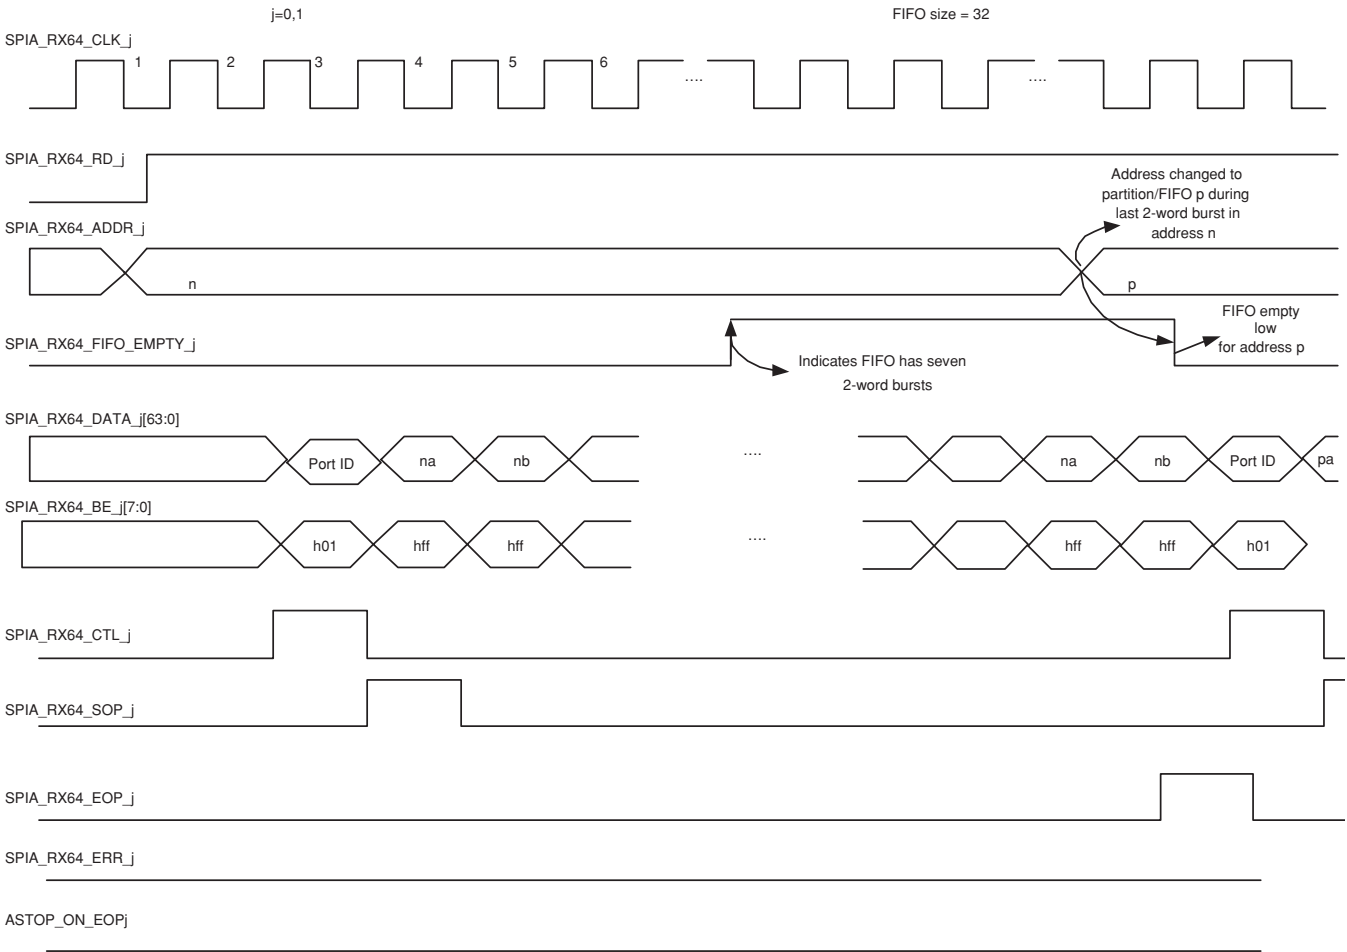 j=0,1
FIFO size = 32
SPIA_RX64_CLK_j
1 2 3 4 5 6 .... ....
SPIA_RX64_RD_j
Address changed to
partition/FIFO p during
last 2-word burst in
address n
SPIA_RX64_ADDR_j
n p
FIFO empty
low
for address p
SPIA_RX64_FIFO_EMPTY_j
Indicates FIFO has seven
2-word bursts
SPIA_RX64_DATA_j[63:0]
Port ID na nb .... na nb Port ID pa
SPIA_RX64_BE_j[7:0]
h01 hff hff .... hff hff h01
SPIA_RX64_CTL_j
SPIA_RX64_SOP_j
SPIA_RX64_EOP_j
SPIA_RX64_ERR_j
ASTOP_ON_EOPj